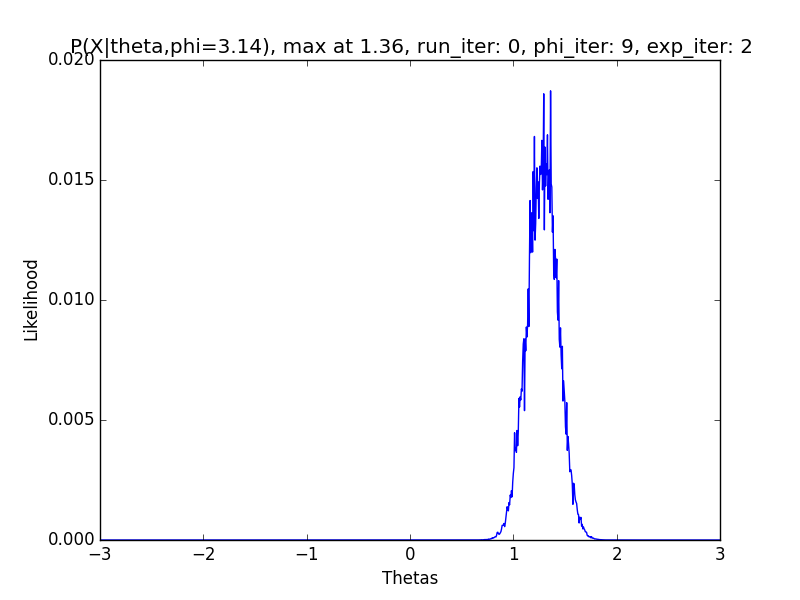 P(X|theta,phi=3.14), max at 1.36, run_iter: 0, phi_iter: 9, exp_iter: 2
0.020
0.015
0.010
0.005
0.000
Likelihood
−3 −2 −1 0 1 2 3
Thetas